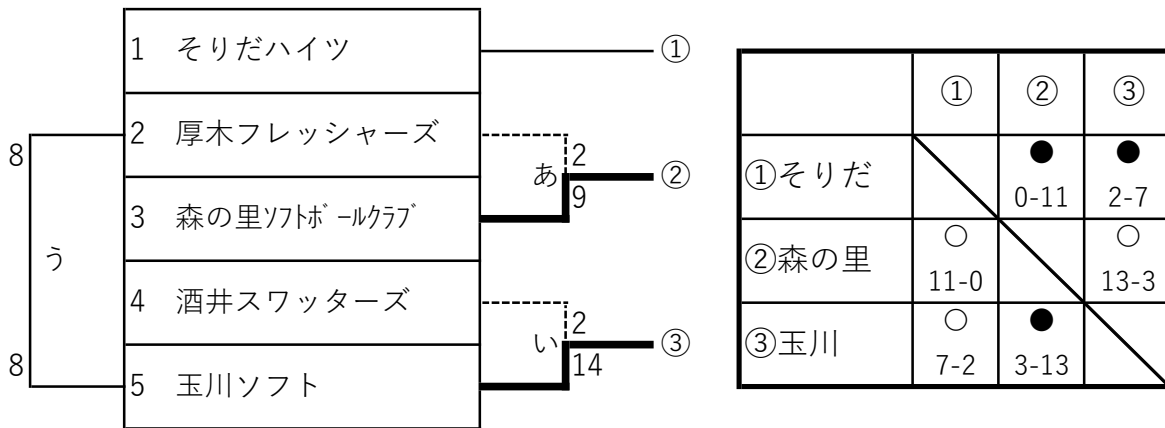 1 そりだハイツ ①
2 厚木フレッシャーズ
8
2
あ ②
9
3 森の里ｿﾌﾄﾎﾞｰﾙｸﾗﾌﾞ
う
4 酒井スワッターズ
2
い ③
14
8
5 玉川ソフト
① ② ③
①そりだ ● ●
0-11 2-7
②森の里 ○ ○
11-0 13-3
③玉川 ○ ●
7-2 3-13